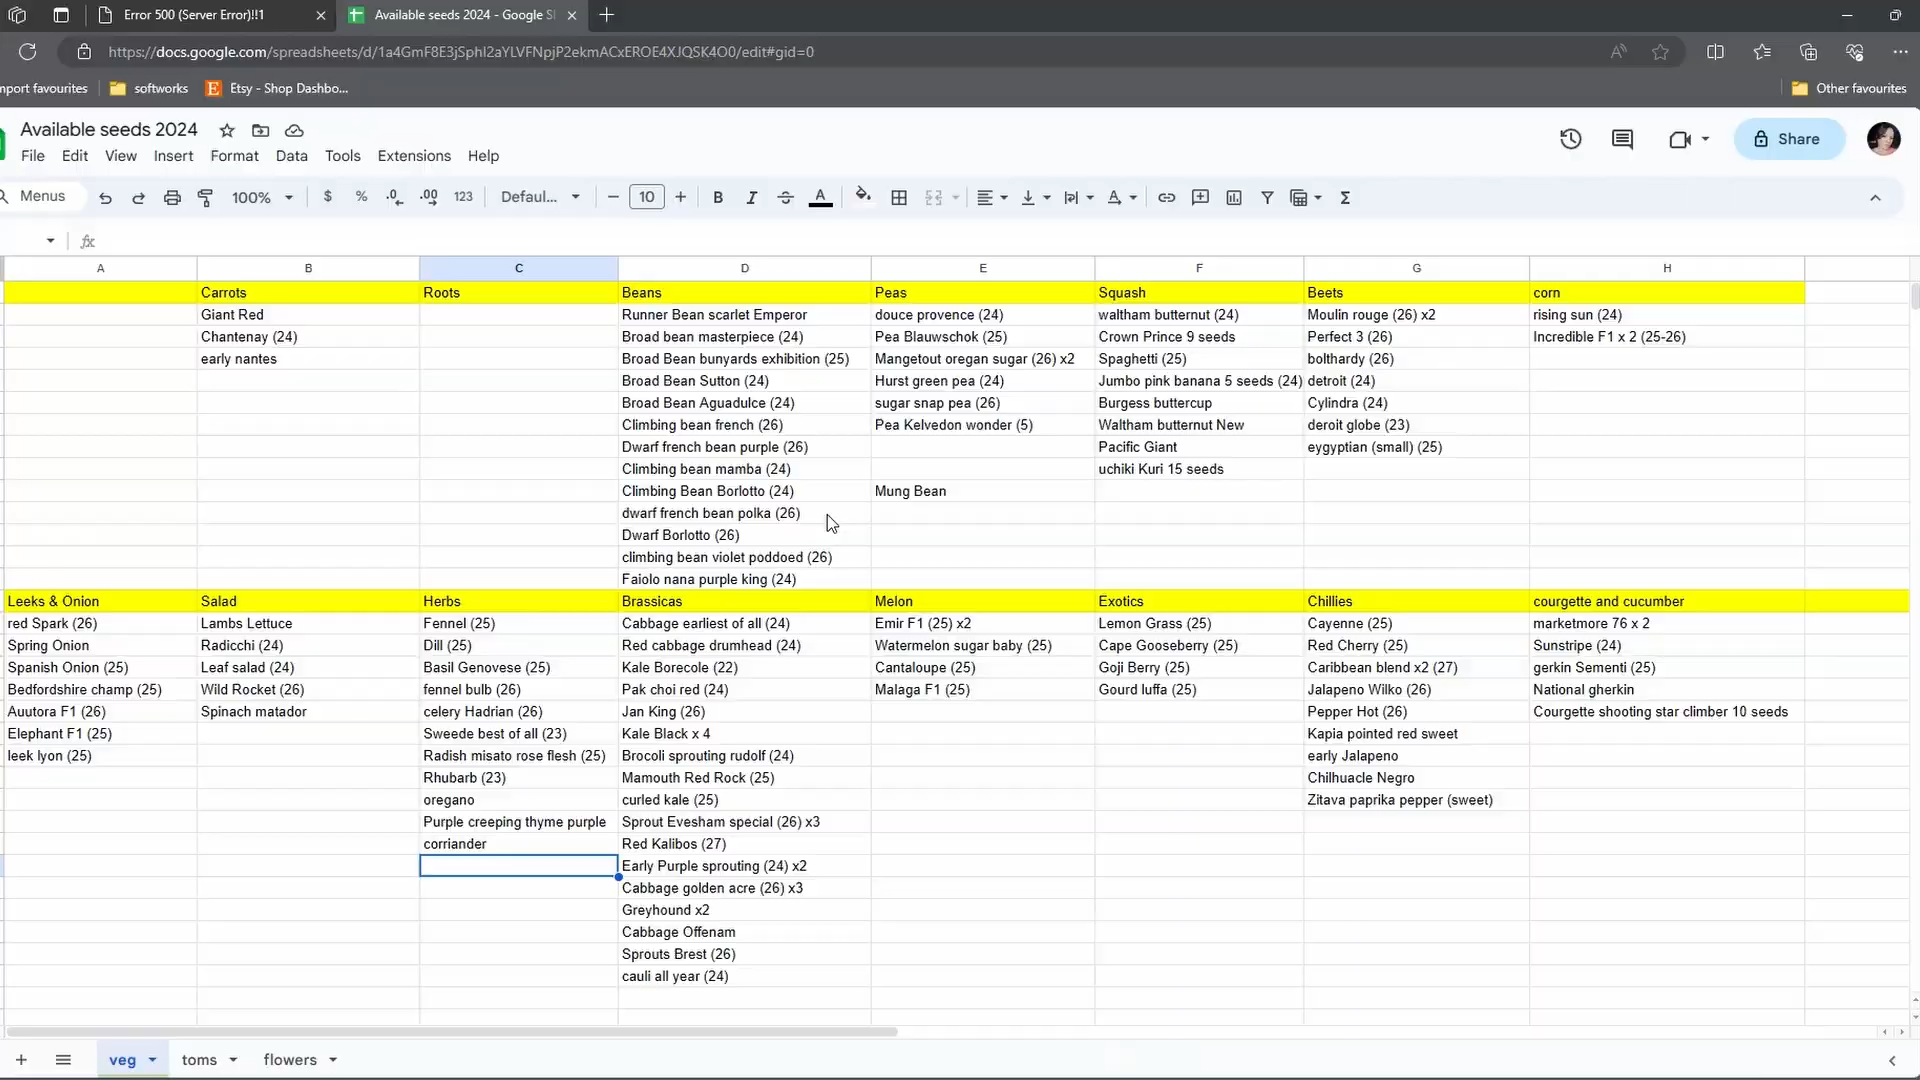 Error 500 (Server Error)!!1
Available seeds 2024 - Google S
https://docs.google.com/spreadsheets/d/1a4GmF8E3jSphl2aYLVFNpjP2ekmACxEROE4XJQSK4O0/edit#gid=0
mport favourites softworks Etsy - Shop Dashbo... Other favourites
Available seeds 2024
File Edit View Insert Format Data Tools Extensions Help
Share
Menus 100% $ % .0 .00 123 Defaul... 10 B I A
fx
A B C D E F G H
Carrots Roots Beans Peas Squash Beets corn
Giant Red Runner Bean scarlet Emperor douce provence (24) waltham butternut (24) Moulin rouge (26) x2 rising sun (24)
Chantenay (24) Broad bean masterpiece (24) Pea Blauwschok (25) Crown Prince 9 seeds Perfect 3 (26) Incredible F1 x 2 (25-26)
early nantes Broad Bean bunyards exhibition (25) Mangetout oregan sugar (26) x2 Spaghetti (25) bolthardy (26)
Broad Bean Sutton (24) Hurst green pea (24) Jumbo pink banana 5 seeds (24) detroit (24)
Broad Bean Aguadulce (24) sugar snap pea (26) Burgess buttercup Cylindra (24)
Climbing bean french (26) Pea Kelvedon wonder (5) Waltham butternut New deroit globe (23)
Dwarf french bean purple (26) Pacific Giant eygyptian (small) (25)
Climbing bean mamba (24) uchiki Kuri 15 seeds
Climbing Bean Borlotto (24) Mung Bean
dwarf french bean polka (26)
Dwarf Borlotto (26)
climbing bean violet poddoed (26)
Faiolo nana purple king (24)
Leeks & Onion Salad Herbs Brassicas Melon Exotics Chillies courgette and cucumber
red Spark (26) Lambs Lettuce Fennel (25) Cabbage earliest of all (24) Emir F1 (25) x2 Lemon Grass (25) Cayenne (25) marketmore 76 x 2
Spring Onion Radicchi (24) Dill (25) Red cabbage drumhead (24) Watermelon sugar baby (25) Cape Gooseberry (25) Red Cherry (25) Sunstripe (24)
Spanish Onion (25) Leaf salad (24) Basil Genovese (25) Kale Borecole (22) Cantaloupe (25) Goji Berry (25) Caribbean blend x2 (27) gerkin Sementi (25)
Bedfordshire champ (25) Wild Rocket (26) fennel bulb (26) Pak choi red (24) Malaga F1 (25) Gourd luffa (25) Jalapeno Wilko (26) National gherkin
Auutora F1 (26) Spinach matador celery Hadrian (26) Jan King (26) Pepper Hot (26) Courgette shooting star climber 10 seeds
Elephant F1 (25) Sweede best of all (23) Kale Black x 4 Kapia pointed red sweet
leek lyon (25) Radish misato rose flesh (25) Brocoli sprouting rudolf (24) early Jalapeno
Rhubarb (23) Mamouth Red Rock (25) Chilhuacle Negro
oregano curled kale (25) Zitava paprika pepper (sweet)
Purple creeping thyme purple Sprout Evesham special (26) x3
corriander Red Kalibos (27)
Early Purple sprouting (24) x2
Cabbage golden acre (26) x3
Greyhound x2
Cabbage Offenam
Sprouts Brest (26)
cauli all year (24)
veg toms flowers